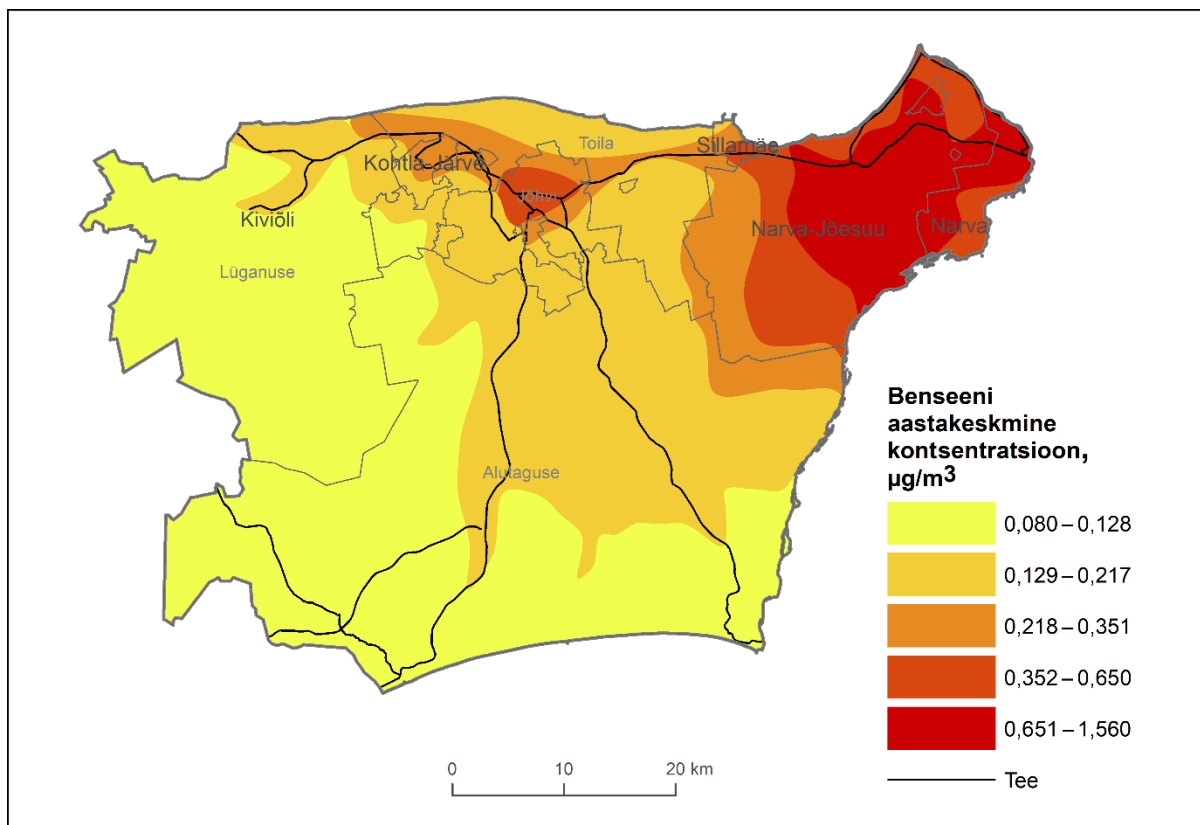 Toila
Sillamäe
Kohtla-Järve
Jõhvi
Kiviõli
Narva-Jõesuu
Narva
Lüganuse
Alutaguse
Benseeni
aastakeskmine
kontsentratsioon,
µg/m³
0,080 – 0,128
0,129 – 0,217
0,218 – 0,351
0,352 – 0,650
0,651 – 1,560
Tee
0 10 20 km